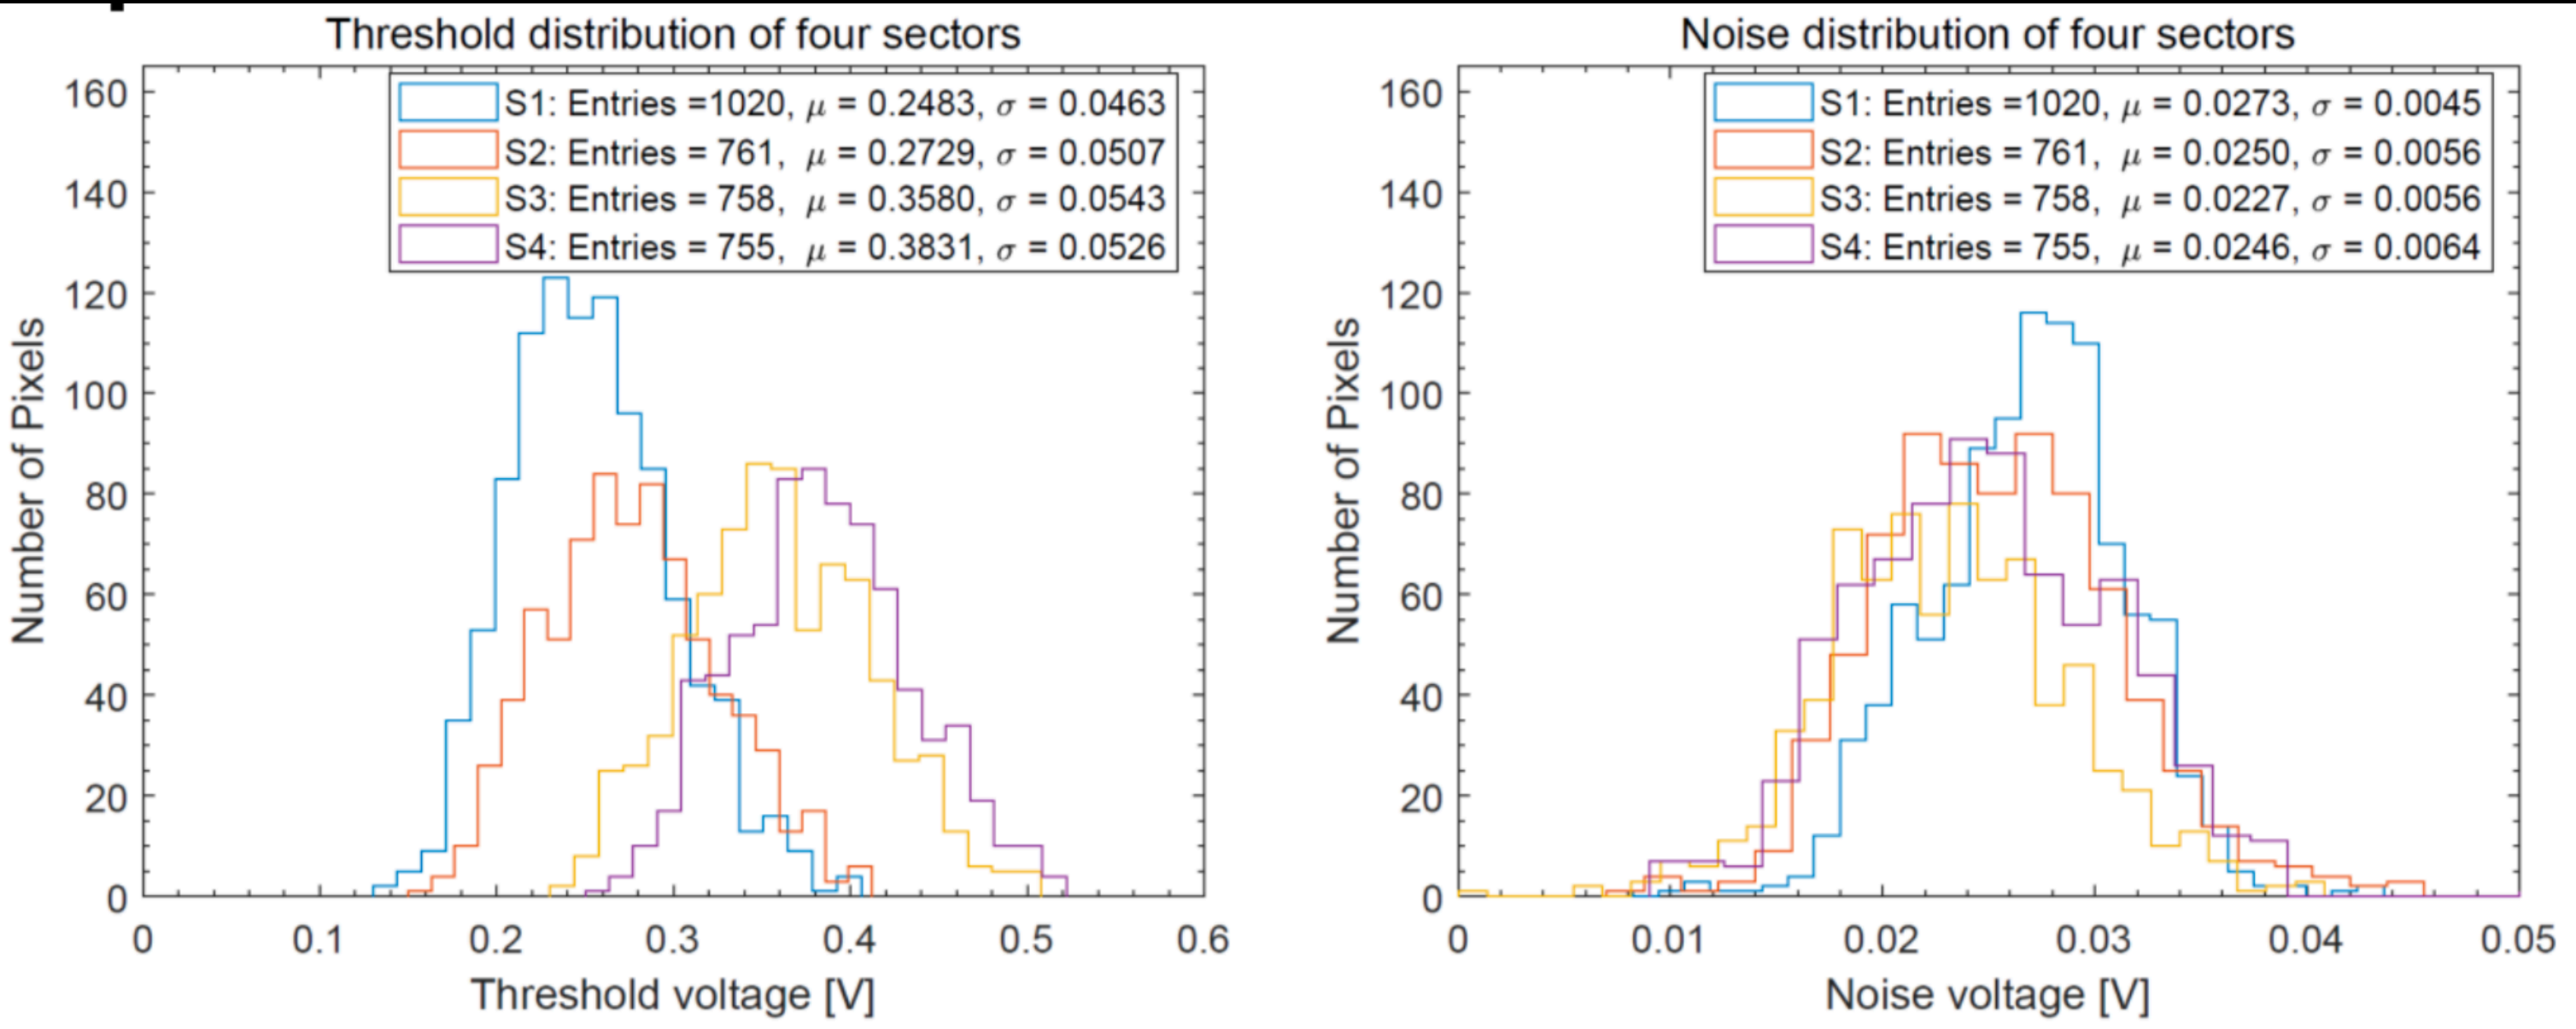 Threshold distribution of four sectors
160
140
120
100
80
60
40
20
0
Number of Pixels
S1: Entries =1020, μ = 0.2483, σ = 0.0463
S2: Entries = 761, μ = 0.2729, σ = 0.0507
S3: Entries = 758, μ = 0.3580, σ = 0.0543
S4: Entries = 755, μ = 0.3831, σ = 0.0526
0 0.1 0.2 0.3 0.4 0.5 0.6
Threshold voltage [V]
Noise distribution of four sectors
160
140
120
100
80
60
40
20
0
Number of Pixels
S1: Entries =1020, μ = 0.0273, σ = 0.0045
S2: Entries = 761, μ = 0.0250, σ = 0.0056
S3: Entries = 758, μ = 0.0227, σ = 0.0056
S4: Entries = 755, μ = 0.0246, σ = 0.0064
0 0.01 0.02 0.03 0.04 0.05
Noise voltage [V]